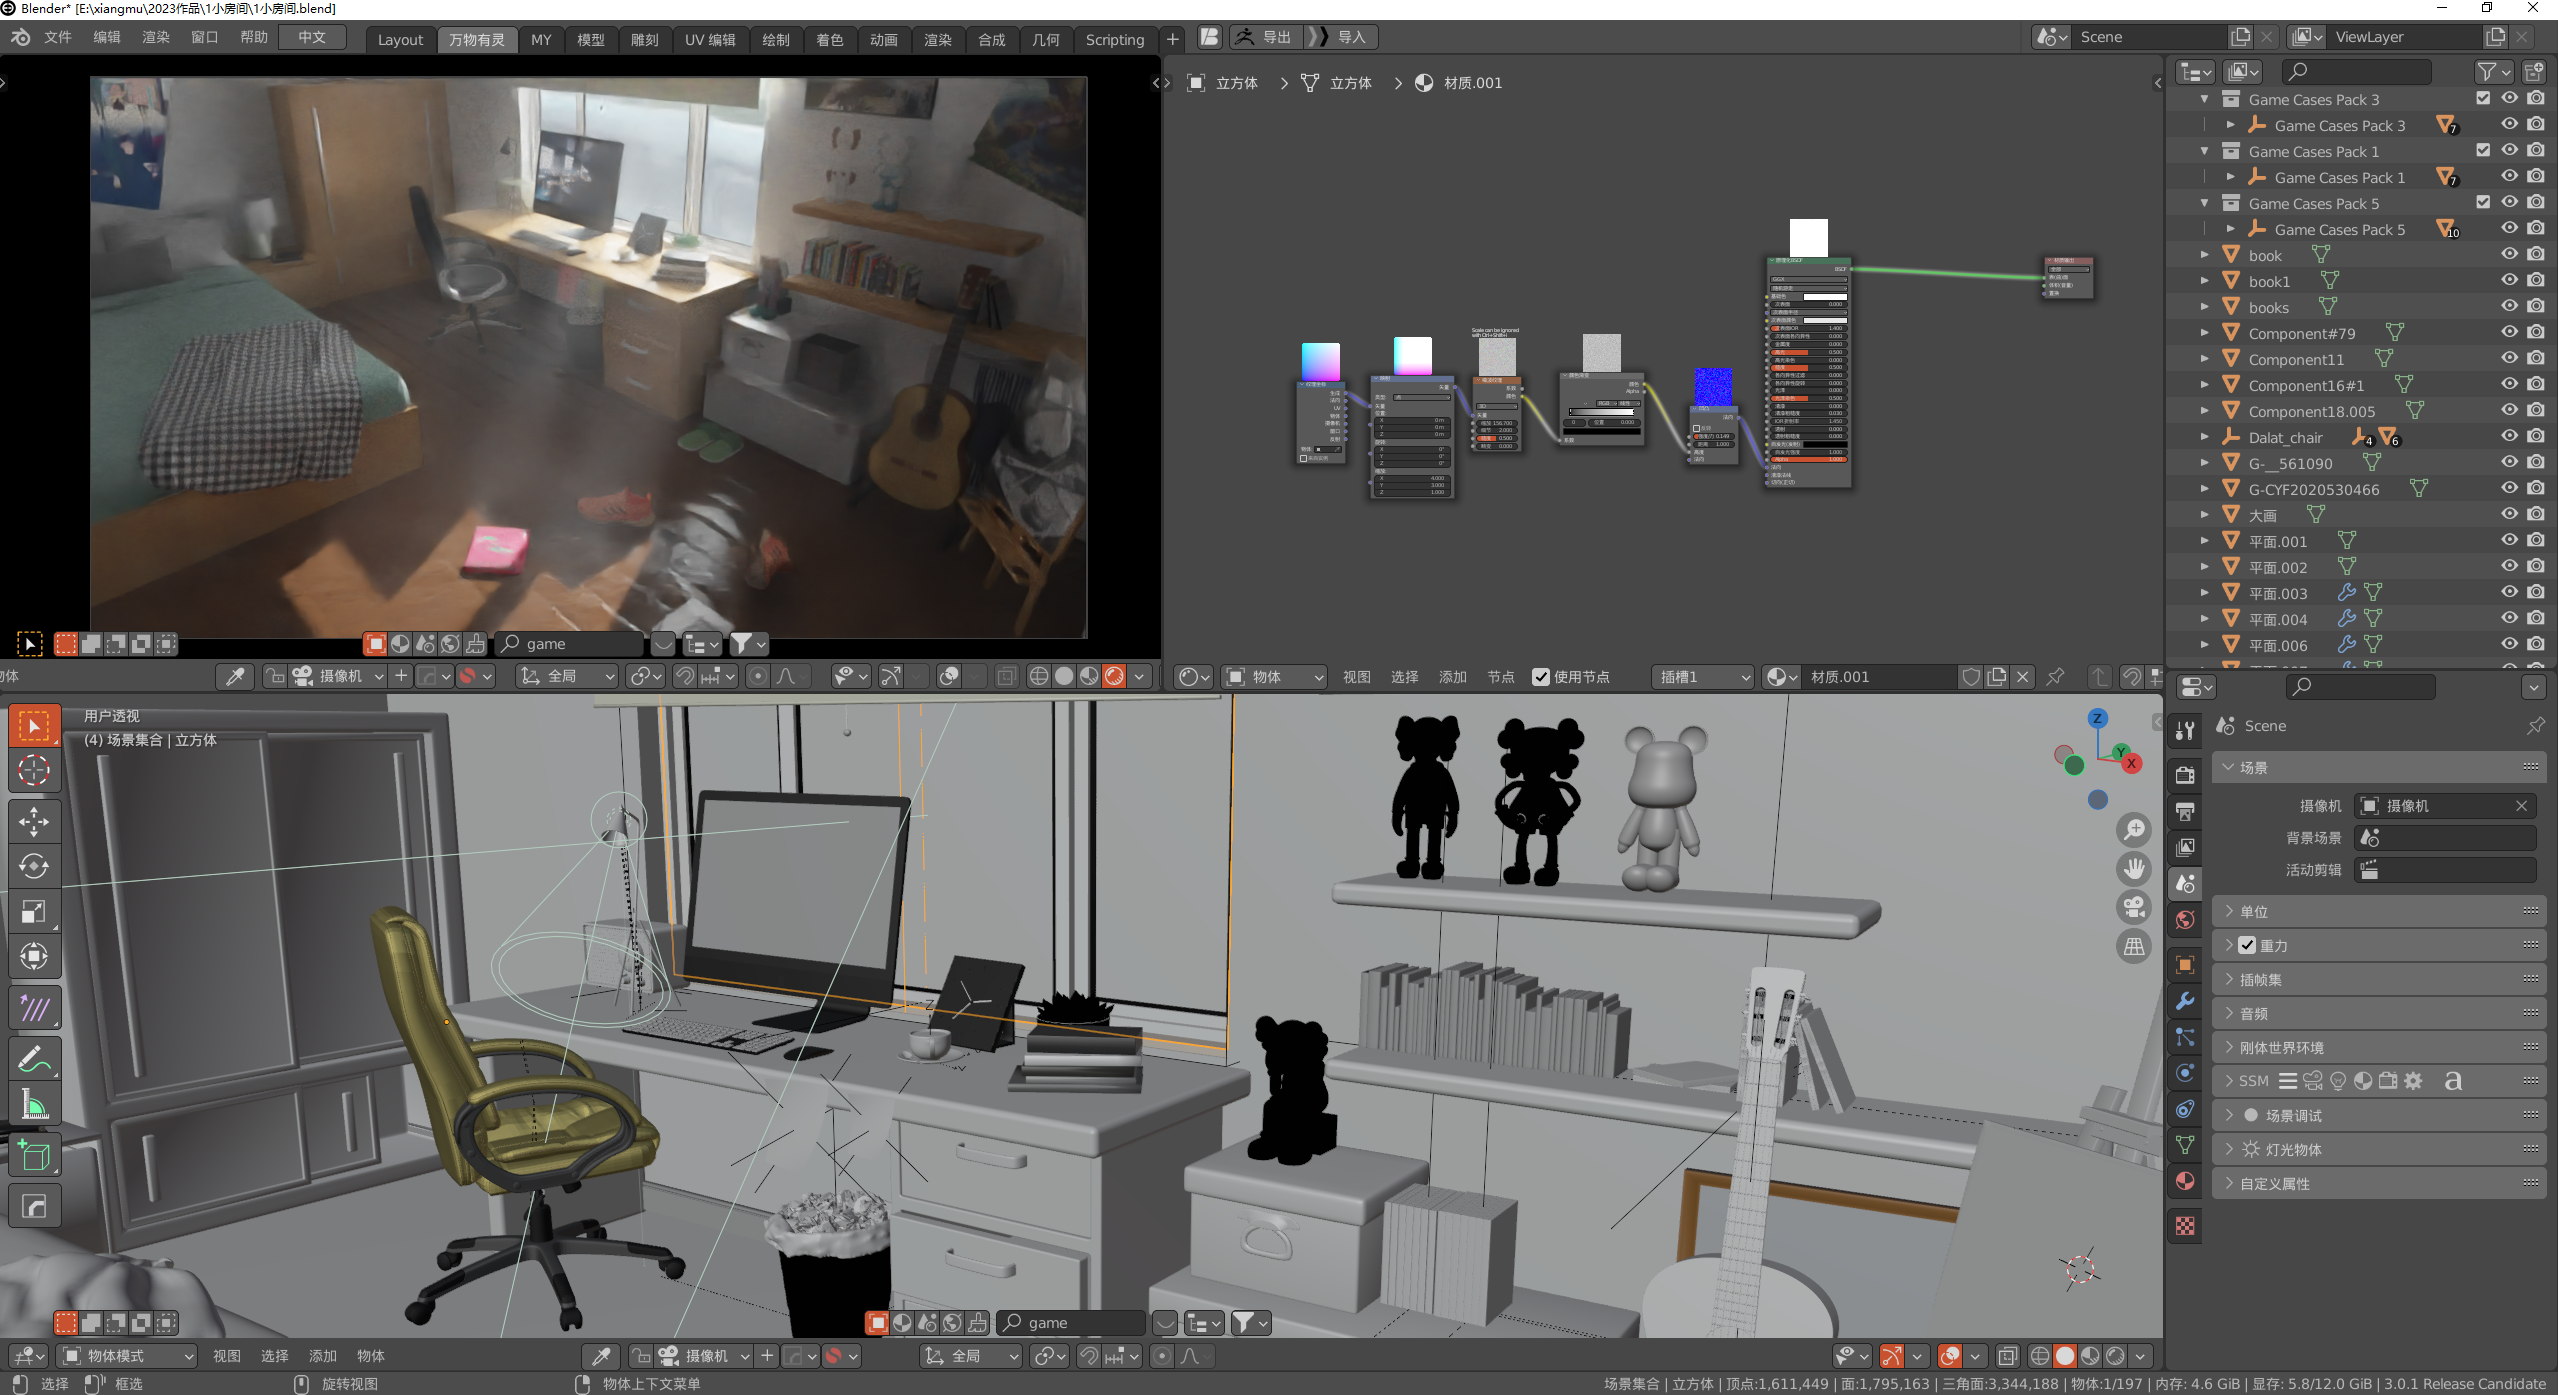 Blender* [E:\xiangmu\2023作品\1小房间\1小房间.blend]
文件 编辑 渲染 窗口 帮助 中文 Layout 万物有灵 MY 模型 雕刻 UV 编辑 绘制 着色 动画 渲染 合成 几何 Scripting + 导出 导入 Scene ViewLayer
立方体 > 立方体 > 材质.001
Game Cases Pack 3
Game Cases Pack 3 7
Game Cases Pack 1
Game Cases Pack 1 7
Game Cases Pack 5
Game Cases Pack 5 10
book
book1
books
Component#79
Component11
Component16#1
Component18.005
Dalat_chair 4 6
G-__561090
G-CYF2020530466
大画
平面.001
平面.002
平面.003
平面.004
平面.006
Scale can be ignored
with Ctrl+Shift+I
game
物体 摄像机 全局
物体 视图 选择 添加 节点 使用节点 插槽1 材质.001
用户透视
(4) 场景集合 | 立方体
Z
Y
X
Scene
场景
摄像机 摄像机
背景场景
活动剪辑
单位
重力
插帧集
音频
刚体世界环境
SSM a
场景调试
灯光物体
自定义属性
game
物体模式 视图 选择 添加 物体 摄像机 全局
选择 框选 旋转视图 物体上下文菜单 场景集合 | 立方体 | 顶点:1,611,449 | 面:1,795,163 | 三角面:3,344,188 | 物体:1/197 | 内存: 4.6 GiB | 显存: 5.8/12.0 GiB | 3.0.1 Release Candidate